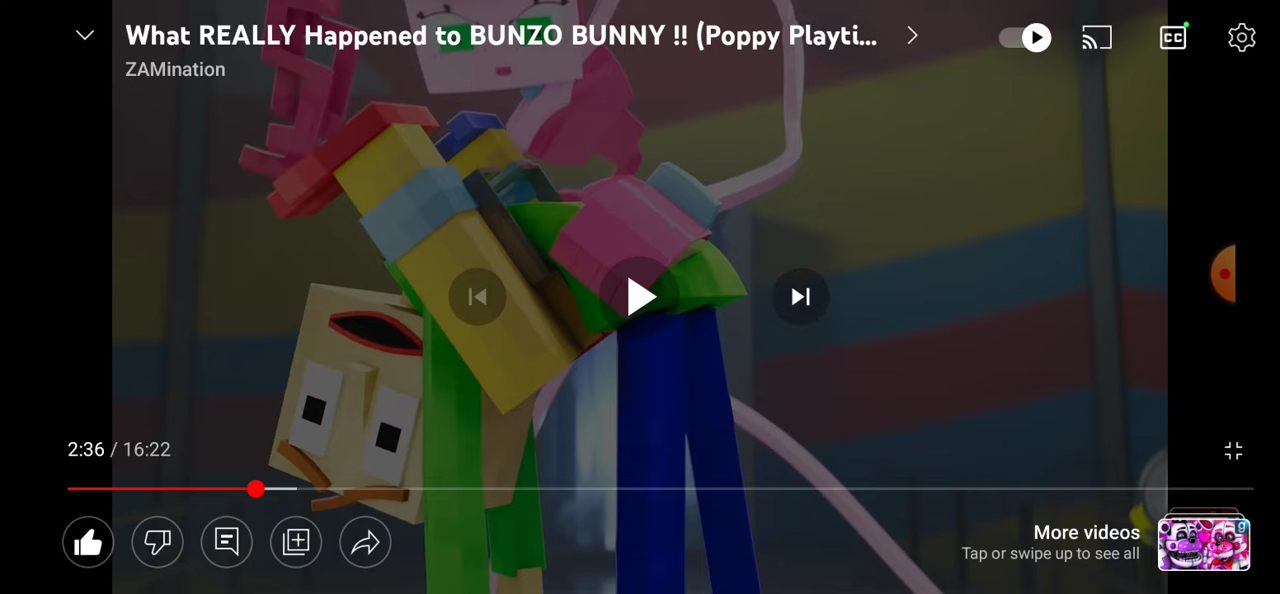 What REALLY Happened to BUNZO BUNNY !! (Poppy Playti...
ZAMination
CC
2:36 / 16:22
More videos
Tap or swipe up to see all